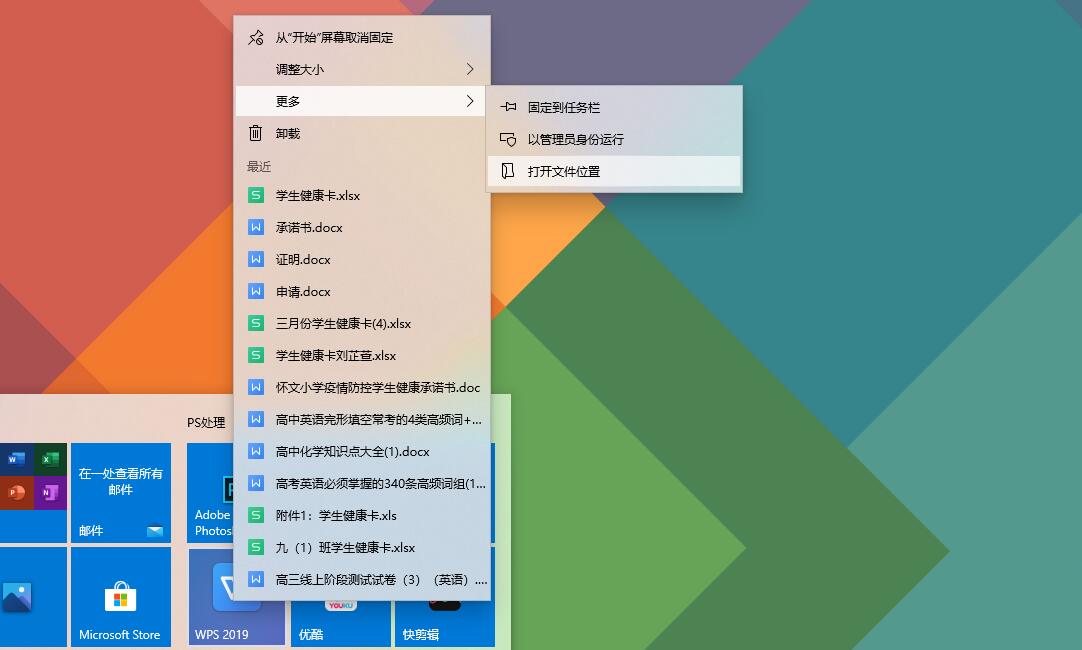 从“开始”屏幕取消固定
调整大小
更多
卸载
最近
学生健康卡.xlsx
承诺书.docx
证明.docx
申请.docx
三月份学生健康卡(4).xlsx
学生健康卡刘芷萱.xlsx
怀文小学疫情防控学生健康承诺书.doc
高中英语完形填空常考的4类高频词+...
高中化学知识点大全(1).docx
高考英语必须掌握的340条高频词组(1...
附件1：学生健康卡.xls
九（1）班学生健康卡.xlsx
高三线上阶段测试试卷（3）（英语）....
固定到任务栏
以管理员身份运行
打开文件位置
PS处理
在一处查看所有
邮件
邮件
Adobe
Photosh
Microsoft Store
WPS 2019
YOUKU
优酷
快剪辑